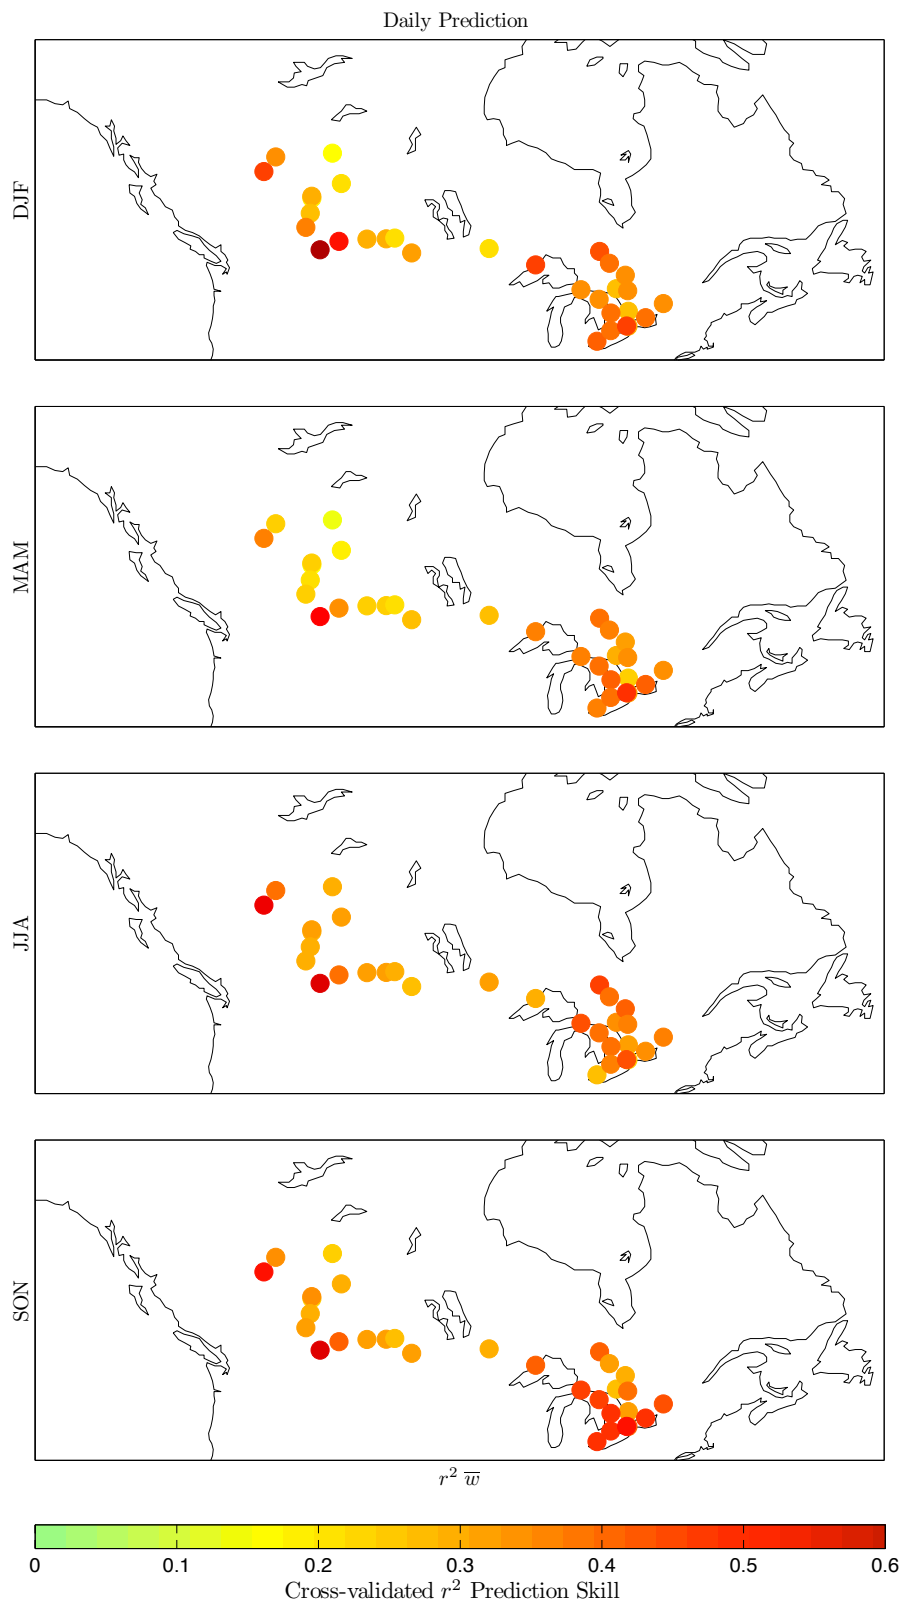 Daily Prediction
DJF
MAM
JJA
SON
r² w̅
0 0.1 0.2 0.3 0.4 0.5 0.6
Cross-validated r² Prediction Skill